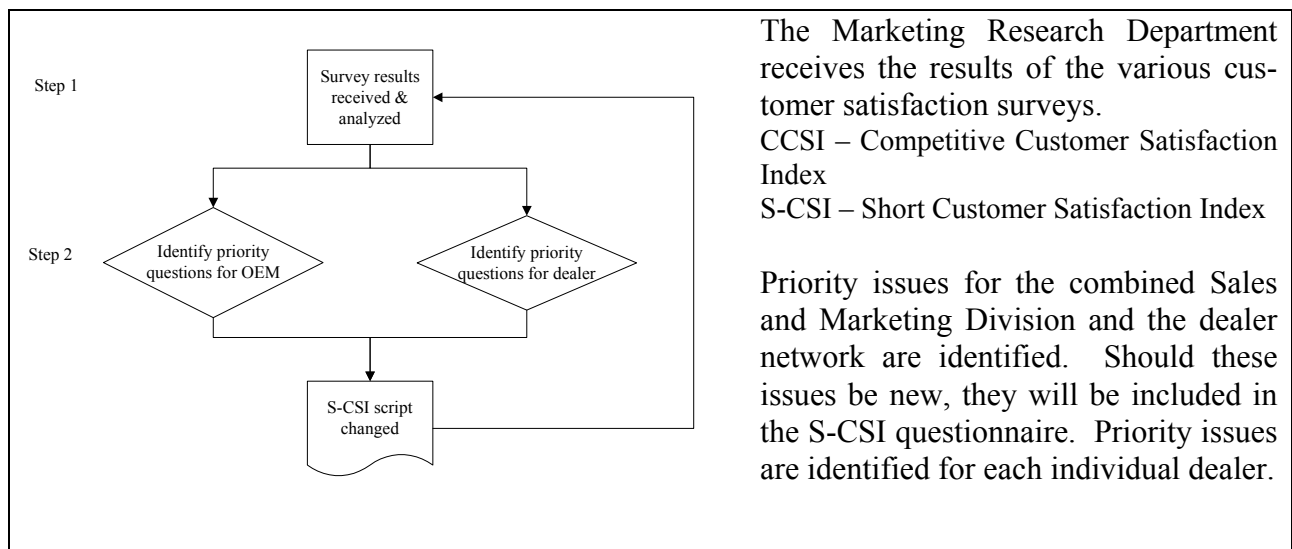 Step 1
Survey results
received &
analyzed
Step 2
Identify priority
questions for OEM
Identify priority
questions for dealer
S-CSI script
changed
The Marketing Research Department
receives the results of the various cus-
tomer satisfaction surveys.
CCSI – Competitive Customer Satisfaction
Index
S-CSI – Short Customer Satisfaction Index
Priority issues for the combined Sales
and Marketing Division and the dealer
network are identified. Should these
issues be new, they will be included in
the S-CSI questionnaire. Priority issues
are identified for each individual dealer.